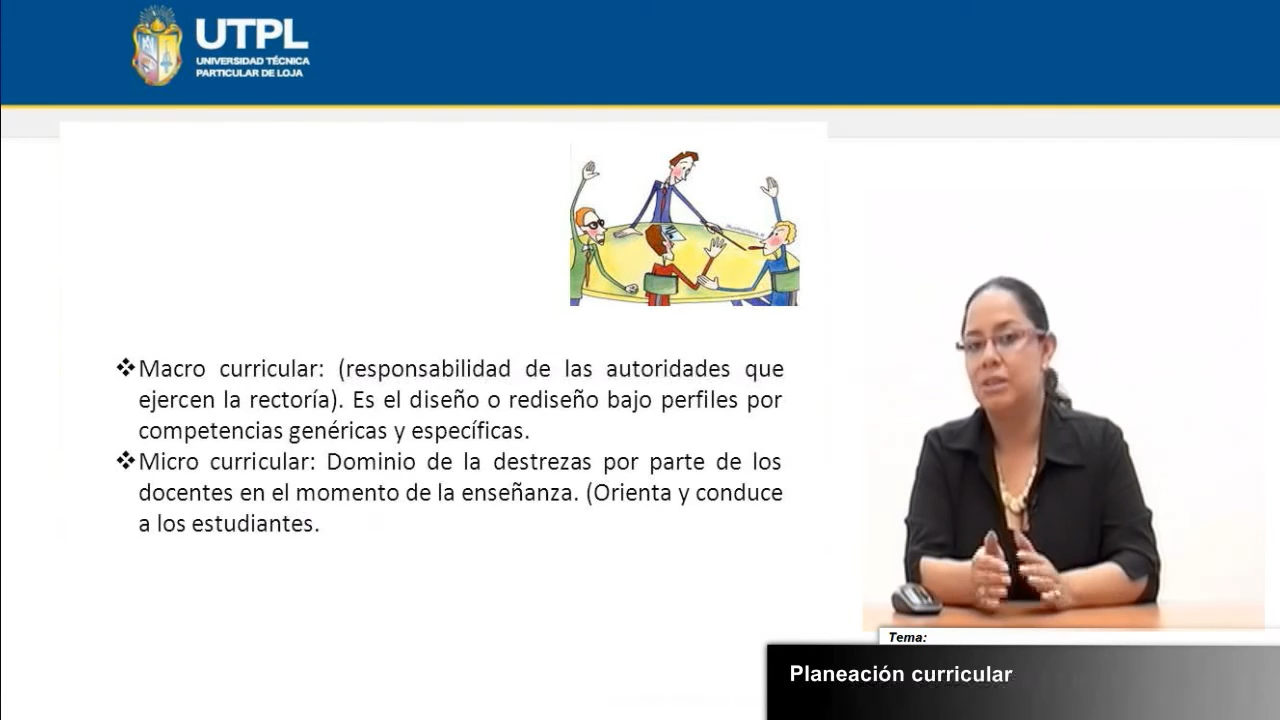 UTPL
UNIVERSIDAD TÉCNICA
PARTICULAR DE LOJA
❖Macro curricular: (responsabilidad de las autoridades que
ejercen la rectoría). Es el diseño o rediseño bajo perfiles por
competencias genéricas y específicas.
❖Micro curricular: Dominio de la destrezas por parte de los
docentes en el momento de la enseñanza. (Orienta y conduce
a los estudiantes.
Tema:
Planeación curricular